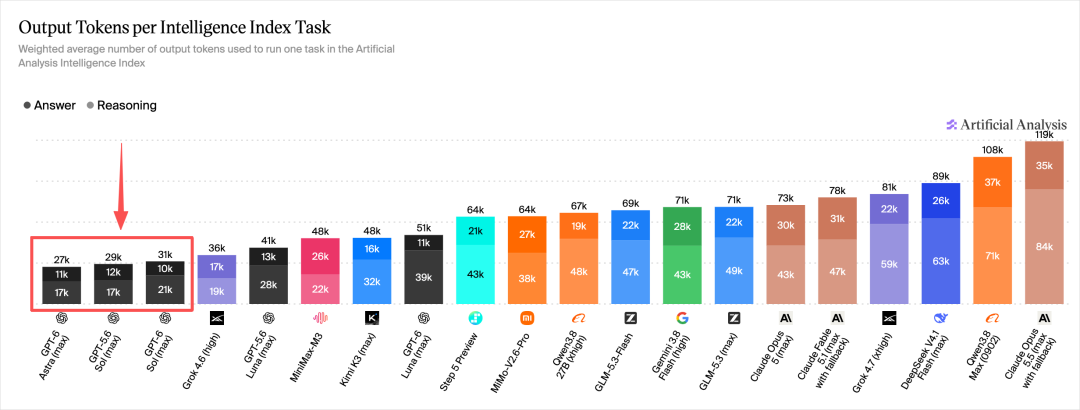 Output Tokens per Intelligence Index Task
Weighted average number of output tokens used to run one task in the Artificial
Analysis Intelligence Index
Answer
Reasoning
Artificial Analysis
27k
11k
17k
29k
12k
17k
31k
10k
21k
36k
17k
19k
41k
13k
28k
48k
26k
22k
48k
16k
32k
51k
11k
39k
64k
21k
43k
64k
27k
38k
67k
19k
48k
69k
22k
47k
71k
28k
43k
71k
22k
49k
73k
30k
43k
78k
31k
47k
81k
22k
59k
89k
26k
63k
108k
37k
71k
119k
35k
84k
GPT-6
Astra (max)
GPT-5.6
Sol (max)
GPT-6
Sol (max)
Grok 4.6 (high)
GPT-5.6
Luna (max)
MiniMax-M3
Kimi K3 (max)
GPT-6
Luna (max)
Step 5 Preview
MiMo-V2.6-Pro
Qwen3.8
27B (xhigh)
GLM-5.3-Flash
Gemini 3.8
Flash (high)
GLM-5.3 (max)
Claude Opus
5 (max)
Claude Fable
5.1 (max
with fallback)
Grok 4.7 (xhigh)
DeepSeek V4.1
Flash (max)
Qwen3.8
Max (0902)
Claude Opus
5.5 (max
with fallback)